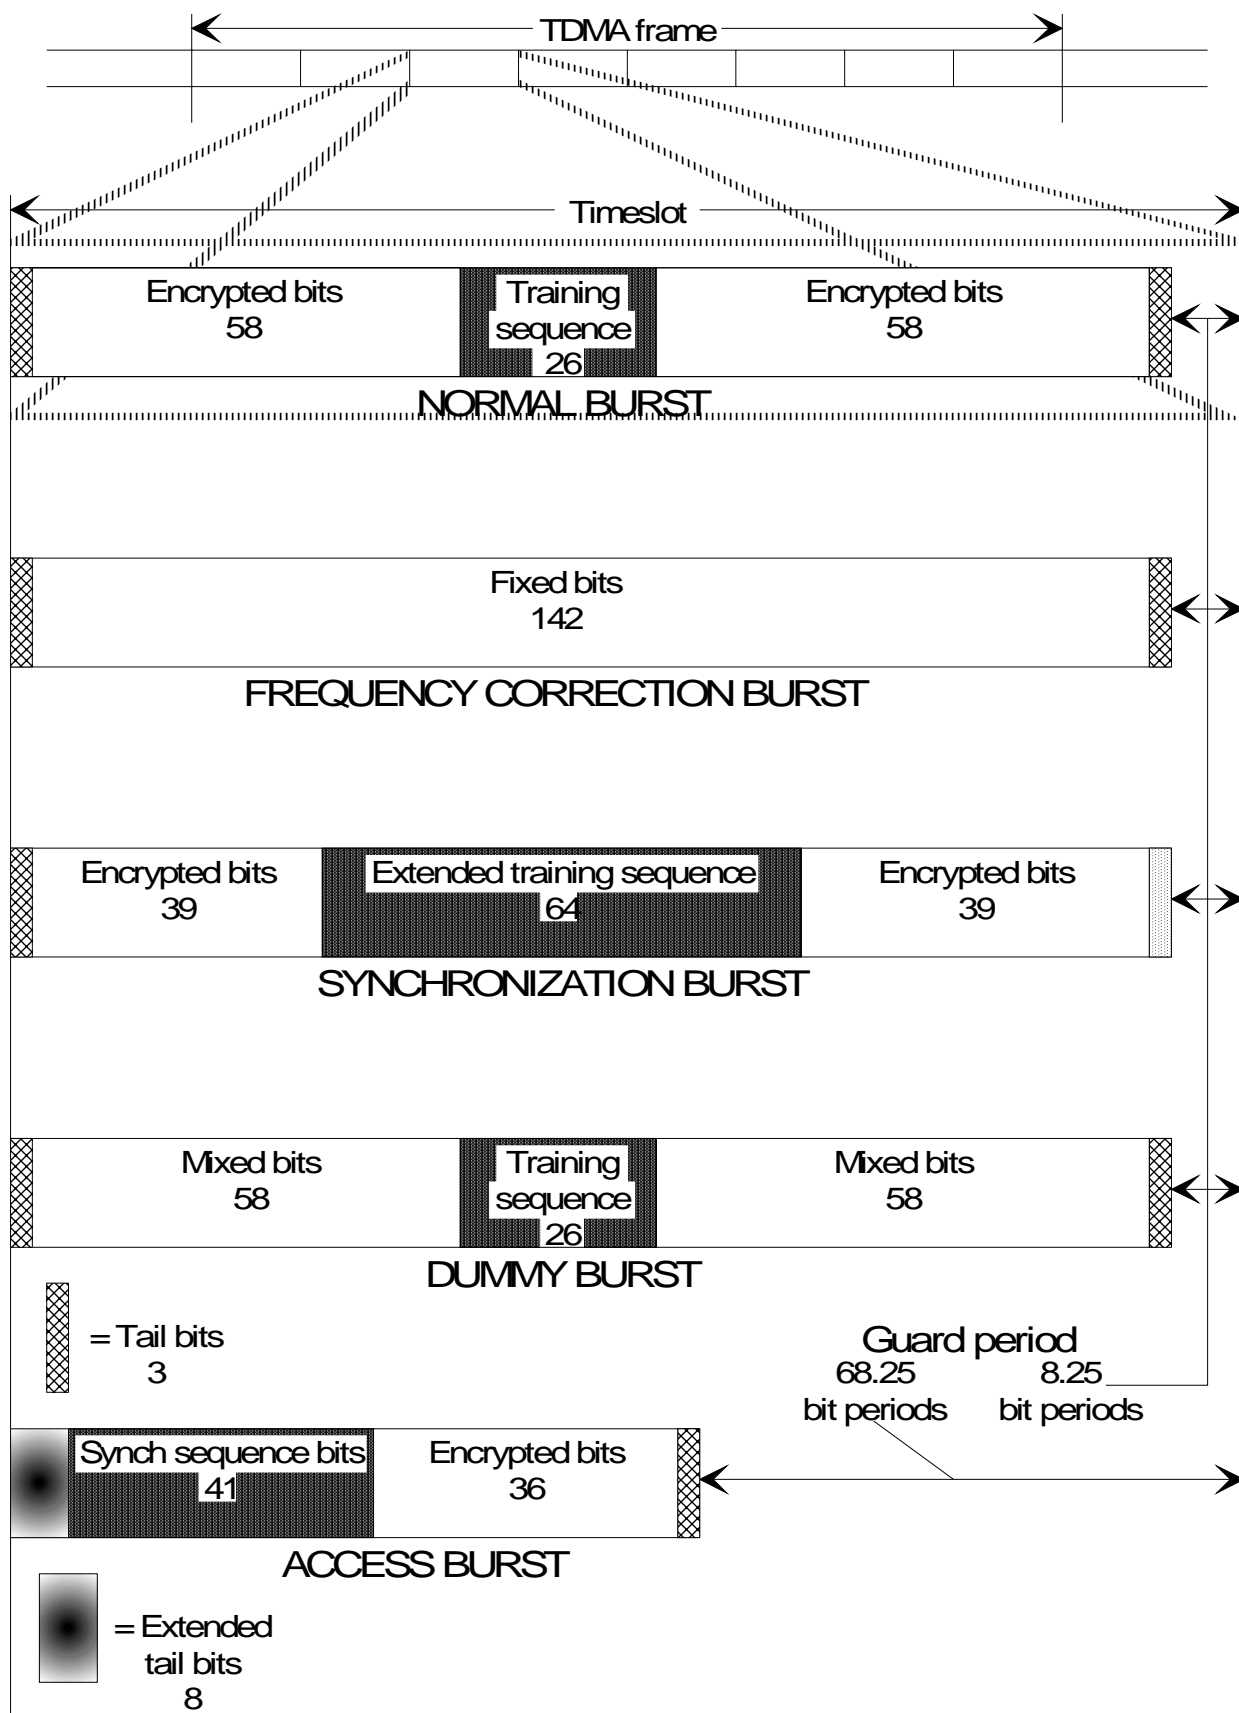 TDMA frame
Timeslot
Encrypted bits
58
Training
sequence
26
Encrypted bits
58
NORMAL BURST
Fixed bits
142
FREQUENCY CORRECTION BURST
Encrypted bits
39
Extended training sequence
64
Encrypted bits
39
SYNCHRONIZATION BURST
Mixed bits
58
Training
sequence
26
Mixed bits
58
DUMMY BURST
= Tail bits
3
Guard period
68.25
bit periods
8.25
bit periods
Synch sequence bits
41
Encrypted bits
36
ACCESS BURST
= Extended
tail bits
8